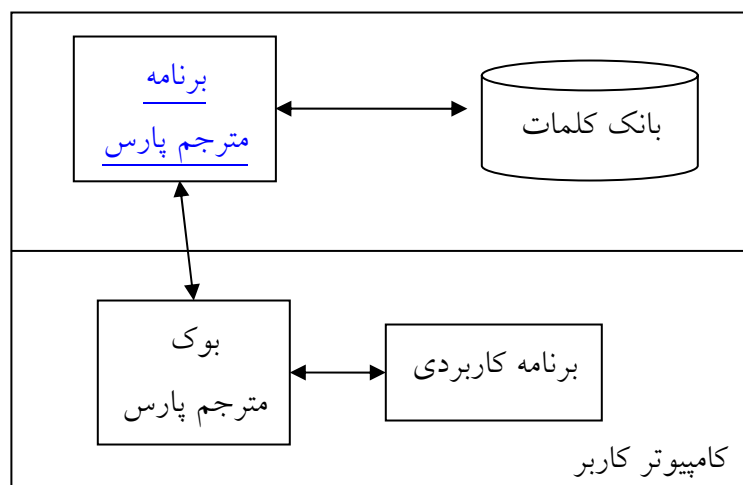 برنامه
مترجم پارس
بانک کلمات
بوک
مترجم پارس
برنامه کاربردی
کامپیوتر کاربر